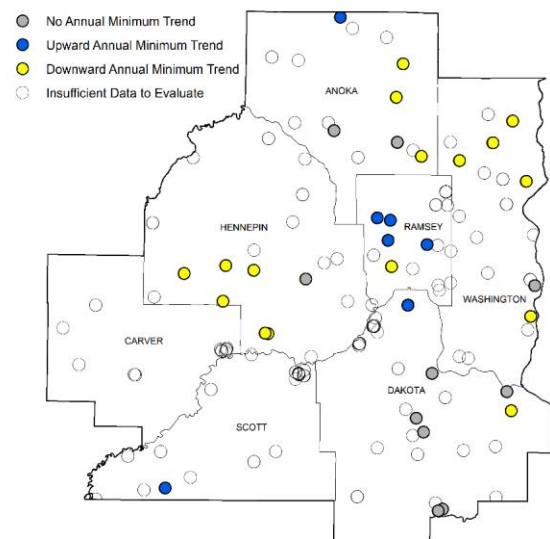 No Annual Minimum Trend
Upward Annual Minimum Trend
Downward Annual Minimum Trend
Insufficient Data to Evaluate
ANOKA
HENNEPIN
RAMSEY
WASHINGTON
CARVER
DAKOTA
SCOTT